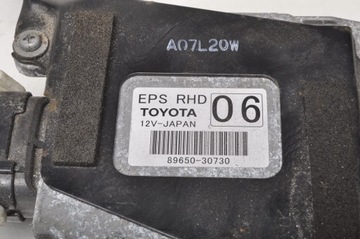 A07L20W
EPS RHD
TOYOTA
12V-JAPAN
06
89650-30730